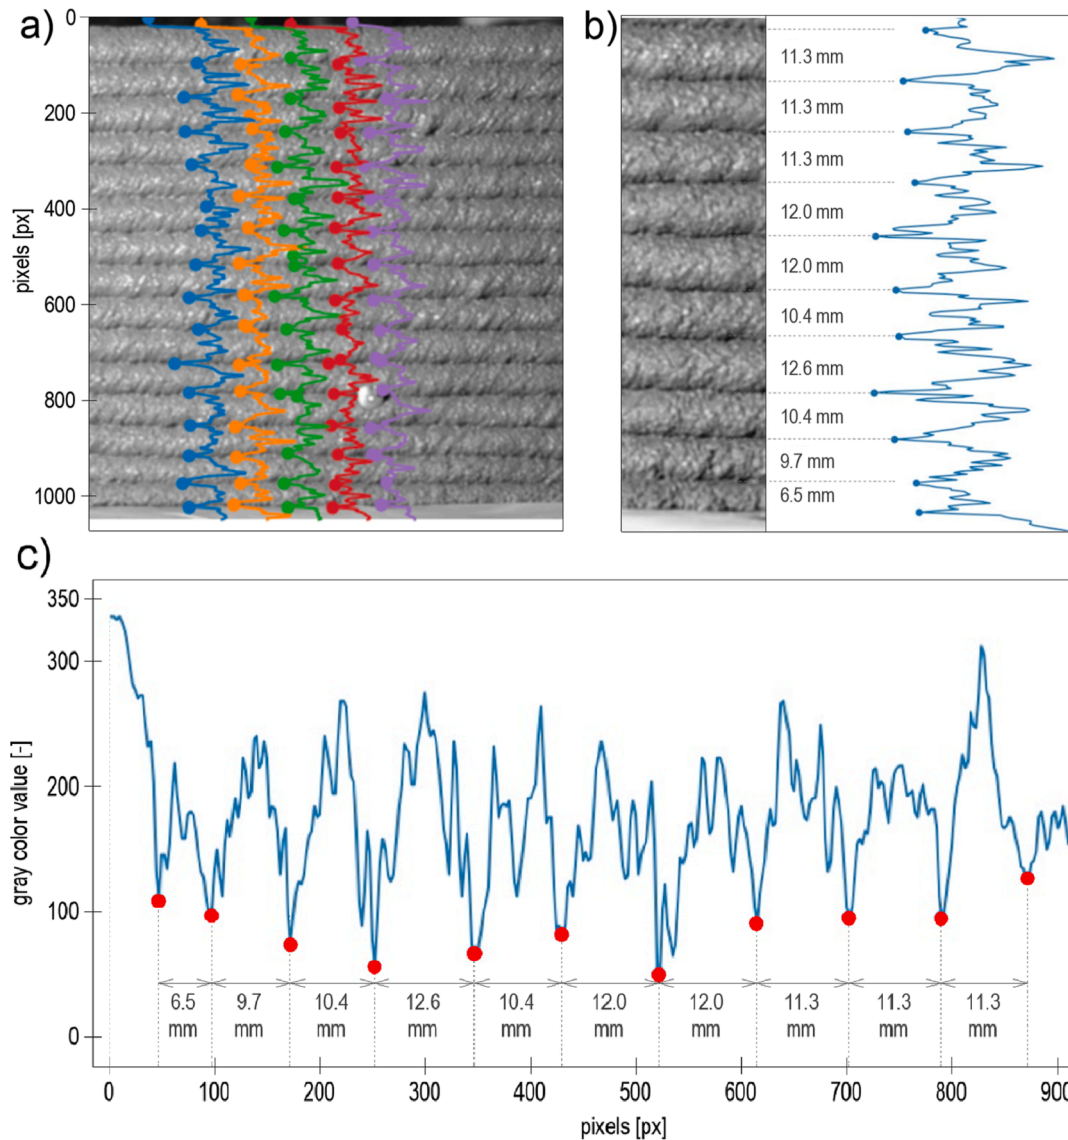 a)
0
200
400
600
800
1000
pixels [px]
b)
11.3 mm
11.3 mm
11.3 mm
12.0 mm
12.0 mm
10.4 mm
12.6 mm
10.4 mm
9.7 mm
6.5 mm
c)
350
300
200
100
0
gray color value [-]
6.5 mm
9.7 mm
10.4 mm
12.6 mm
10.4 mm
12.0 mm
12.0 mm
11.3 mm
11.3 mm
11.3 mm
0 100 200 300 400 500 600 700 800 900
pixels [px]